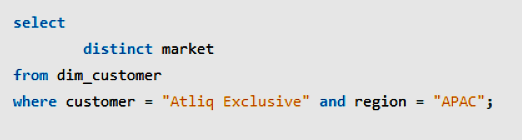 select
distinct market
from dim_customer
where customer = "Atliq Exclusive" and region = "APAC";